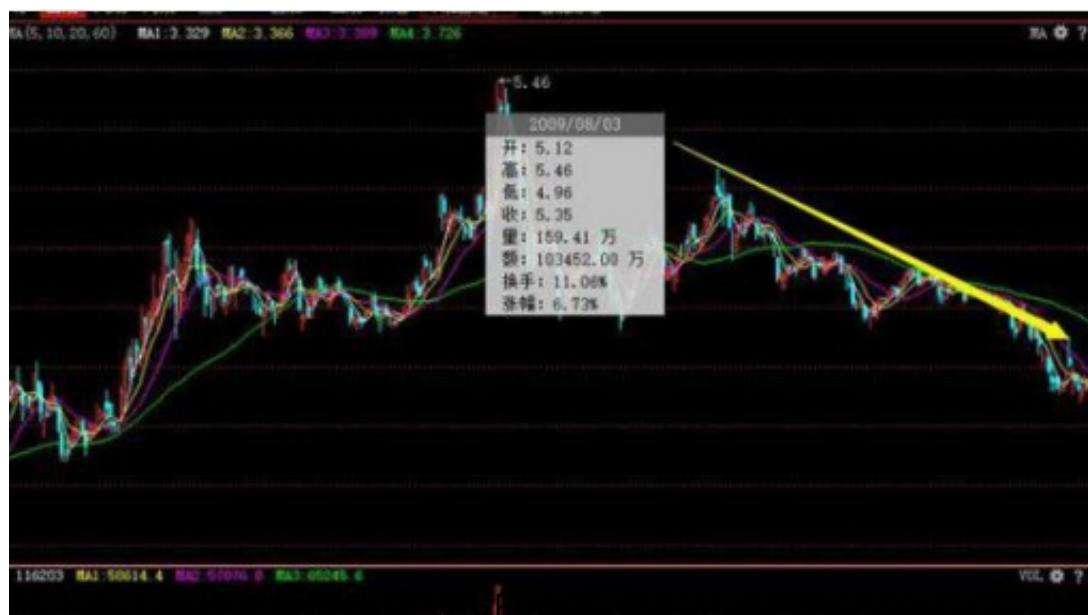 MA(5,10,20,60) MA1:3.329 MA2:3.366 MA4:3.726 MA ?
5.46
2009/08/03
开: 5.12
高: 5.46
低: 4.96
收: 5.35
量: 159.41 万
额: 103452.00 万
换手: 11.06%
涨幅: 6.73%
116203 MA1:58614.4 VOL ?